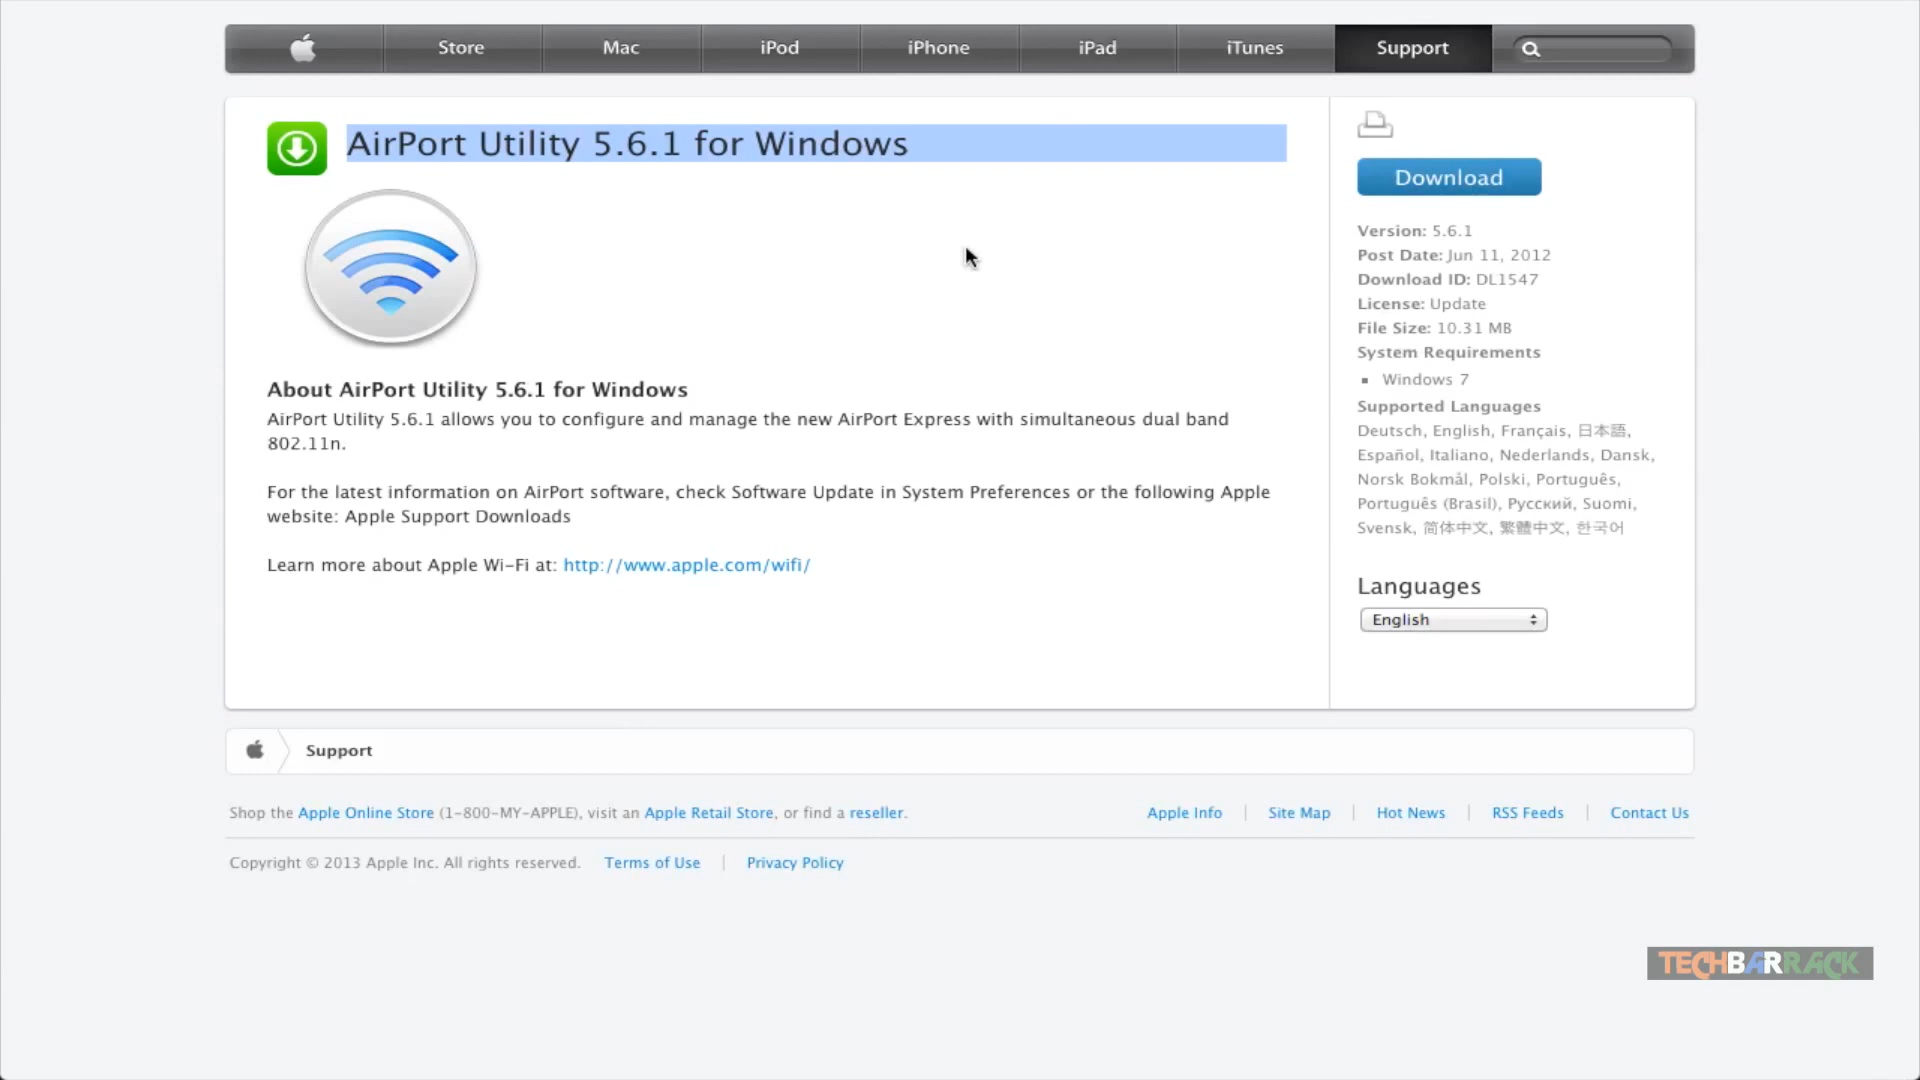 Store Mac iPod iPhone iPad iTunes Support
AirPort Utility 5.6.1 for Windows
About AirPort Utility 5.6.1 for Windows
AirPort Utility 5.6.1 allows you to configure and manage the new AirPort Express with simultaneous dual band
802.11n.
For the latest information on AirPort software, check Software Update in System Preferences or the following Apple
website: Apple Support Downloads
Learn more about Apple Wi-Fi at: http://www.apple.com/wifi/
Download
Version: 5.6.1
Post Date: Jun 11, 2012
Download ID: DL1547
License: Update
File Size: 10.31 MB
System Requirements
Windows 7
Supported Languages
Deutsch, English, Français, 日本語,
Español, Italiano, Nederlands, Dansk,
Norsk Bokmål, Polski, Português,
Português (Brasil), Русский, Suomi,
Svensk, 简体中文, 繁體中文, 한국어
Languages
English
Support
Shop the Apple Online Store (1-800-MY-APPLE), visit an Apple Retail Store, or find a reseller.
Apple Info | Site Map | Hot News | RSS Feeds | Contact Us
Copyright © 2013 Apple Inc. All rights reserved. Terms of Use | Privacy Policy
TECHBARRACK